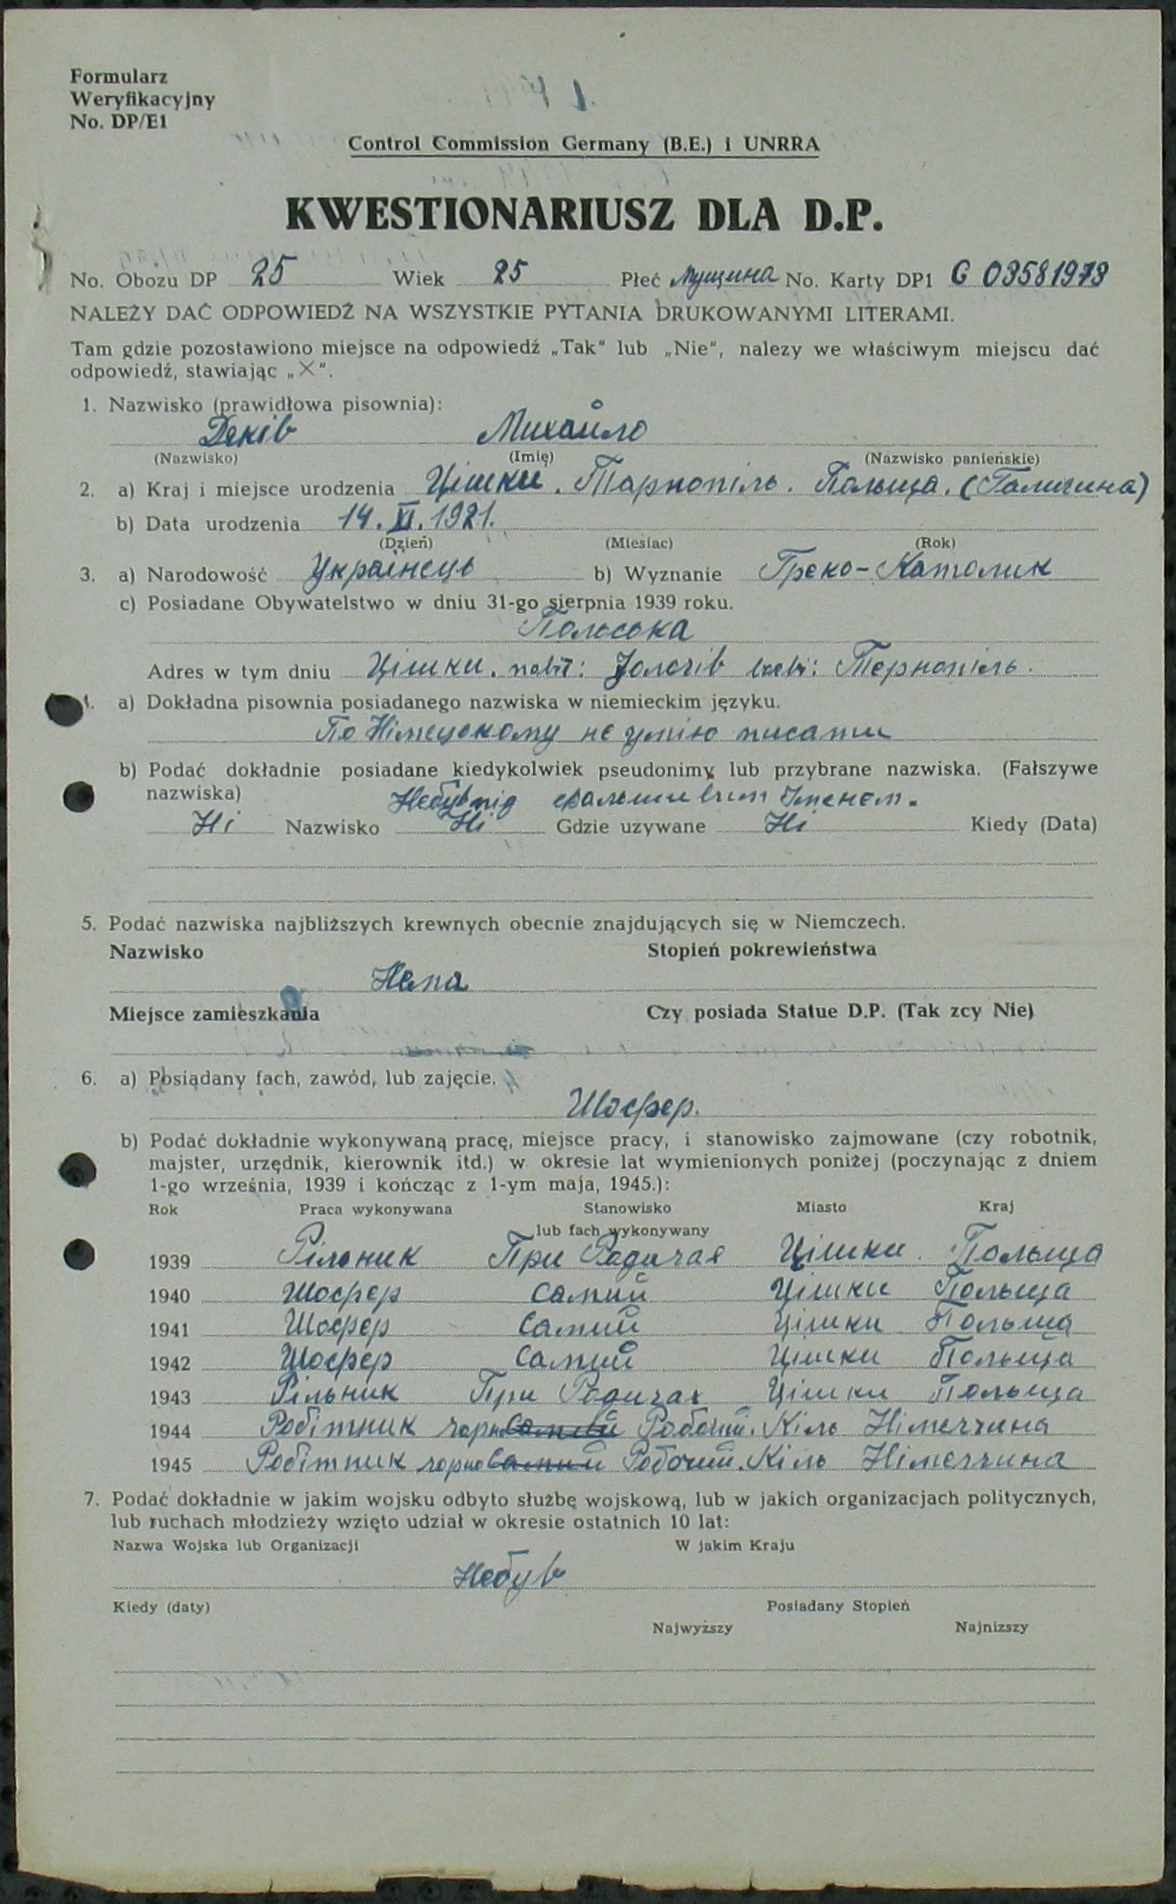 Formularz
Weryfikacyjny
No. DP/E1
Control Commission Germany (B.E.) i UNRRA
KWESTIONARIUSZ DLA D.P.
No. Obozu DP 25 Wiek 25 Płeć Мущина No. Karty DP1 G 03581973
NALEŻY DAĆ ODPOWIEDŹ NA WSZYSTKIE PYTANIA DRUKOWANYMI LITERAMI.
Tam gdzie pozostawiono miejsce na odpowiedź „Tak" lub „Nie", nalezy we właściwym miejscu dać
odpowiedź, stawiając „×".
1. Nazwisko (prawidłowa pisownia):
Деків Михайло
(Nazwisko) (Imię) (Nazwisko panieńskie)
2. a) Kraj i miejsce urodzenia Цішки. Тарнопіль. Польща. (Галичина)
b) Data urodzenia 14. XI. 1921.
(Dzień) (Miesiac) (Rok)
3. a) Narodowość Українець b) Wyznanie Греко-Католик
c) Posiadane Obywatelstwo w dniu 31-go sierpnia 1939 roku.
Польська
Adres w tym dniu Цішки. повіт: Золочів воєв: Тернопіль.
4. a) Dokładna pisownia posiadanego nazwiska w niemieckim języku.
По Німецькому не умію писати
b) Podać dokładnie posiadane kiedykolwiek pseudonimy lub przybrane nazwiska. (Fałszywe
nazwiska) Небув під фальшивим Іменем.
Ні Nazwisko Ні Gdzie uzywane Ні Kiedy (Data)
5. Podać nazwiska najbliższych krewnych obecnie znajdujących się w Niemczech.
Nazwisko Stopień pokrewieństwa
Нема
Miejsce zamieszkania Czy posiada Statue D.P. (Tak zcy Nie)
6. a) Posiądany fach, zawód, lub zajęcie.
Шофер.
b) Podać dokładnie wykonywaną pracę, miejsce pracy, i stanowisko zajmowane (czy robotnik,
majster, urzędnik, kierownik itd.) w okresie lat wymienionych poniżej (poczynając z dniem
1-go września, 1939 i kończąc z 1-ym maja, 1945.):
Rok Praca wykonywana Stanowisko Miasto Kraj
lub fach wykonywany
1939 Рільник При Родичах Цішки. Польща
1940 Шофер самий Цішки Польща
1941 Шофер самий Цішки Польща
1942 Шофер самий Цішки Польща
1943 Рільник При Родичах Цішки Польща
1944 Робітник чорно самий Робочий. Кіль Німеччина
1945 Робітник чорно самий Робочий. Кіль Німеччина
7. Podać dokładnie w jakim wojsku odbyto służbę wojskową, lub w jakich organizacjach politycznych,
lub ruchach młodzieży wzięto udział w okresie ostatnich 10 lat:
Nazwa Wojska lub Organizacji W jakim Kraju
Небув
Kiedy (daty) Posiadany Stopień
Najwyższy Najnizszy